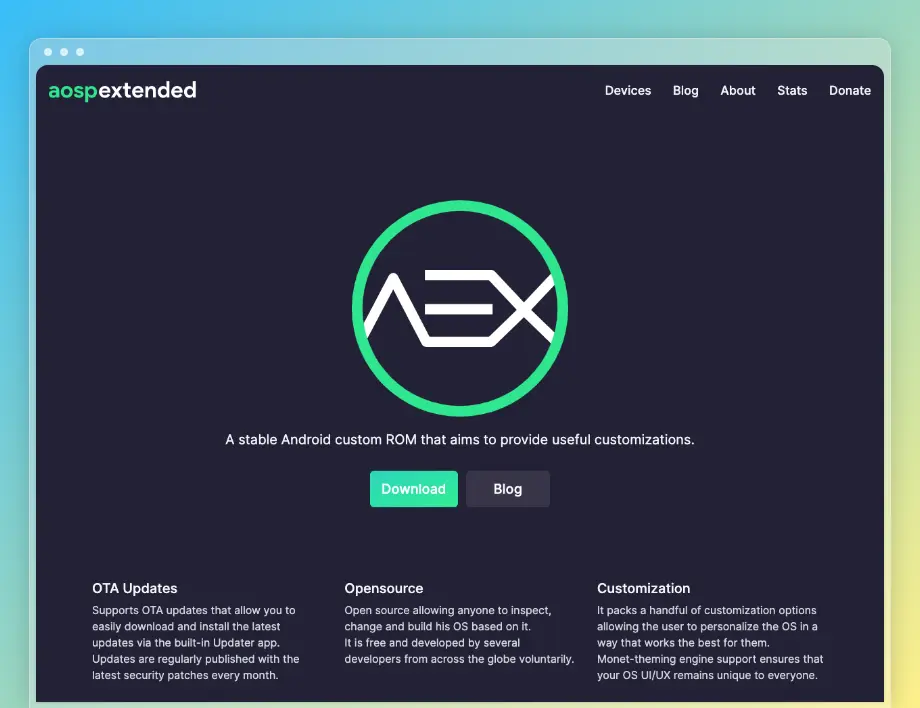 aospextended
Devices Blog About Stats Donate
AEX
A stable Android custom ROM that aims to provide useful customizations.
Download Blog
OTA Updates
Supports OTA updates that allow you to
easily download and install the latest
updates via the built-in Updater app.
Updates are regularly published with the
latest security patches every month.
Opensource
Open source allowing anyone to inspect,
change and build his OS based on it.
It is free and developed by several
developers from across the globe voluntarily.
Customization
It packs a handful of customization options
allowing the user to personalize the OS in a
way that works the best for them.
Monet-theming engine support ensures that
your OS UI/UX remains unique to everyone.